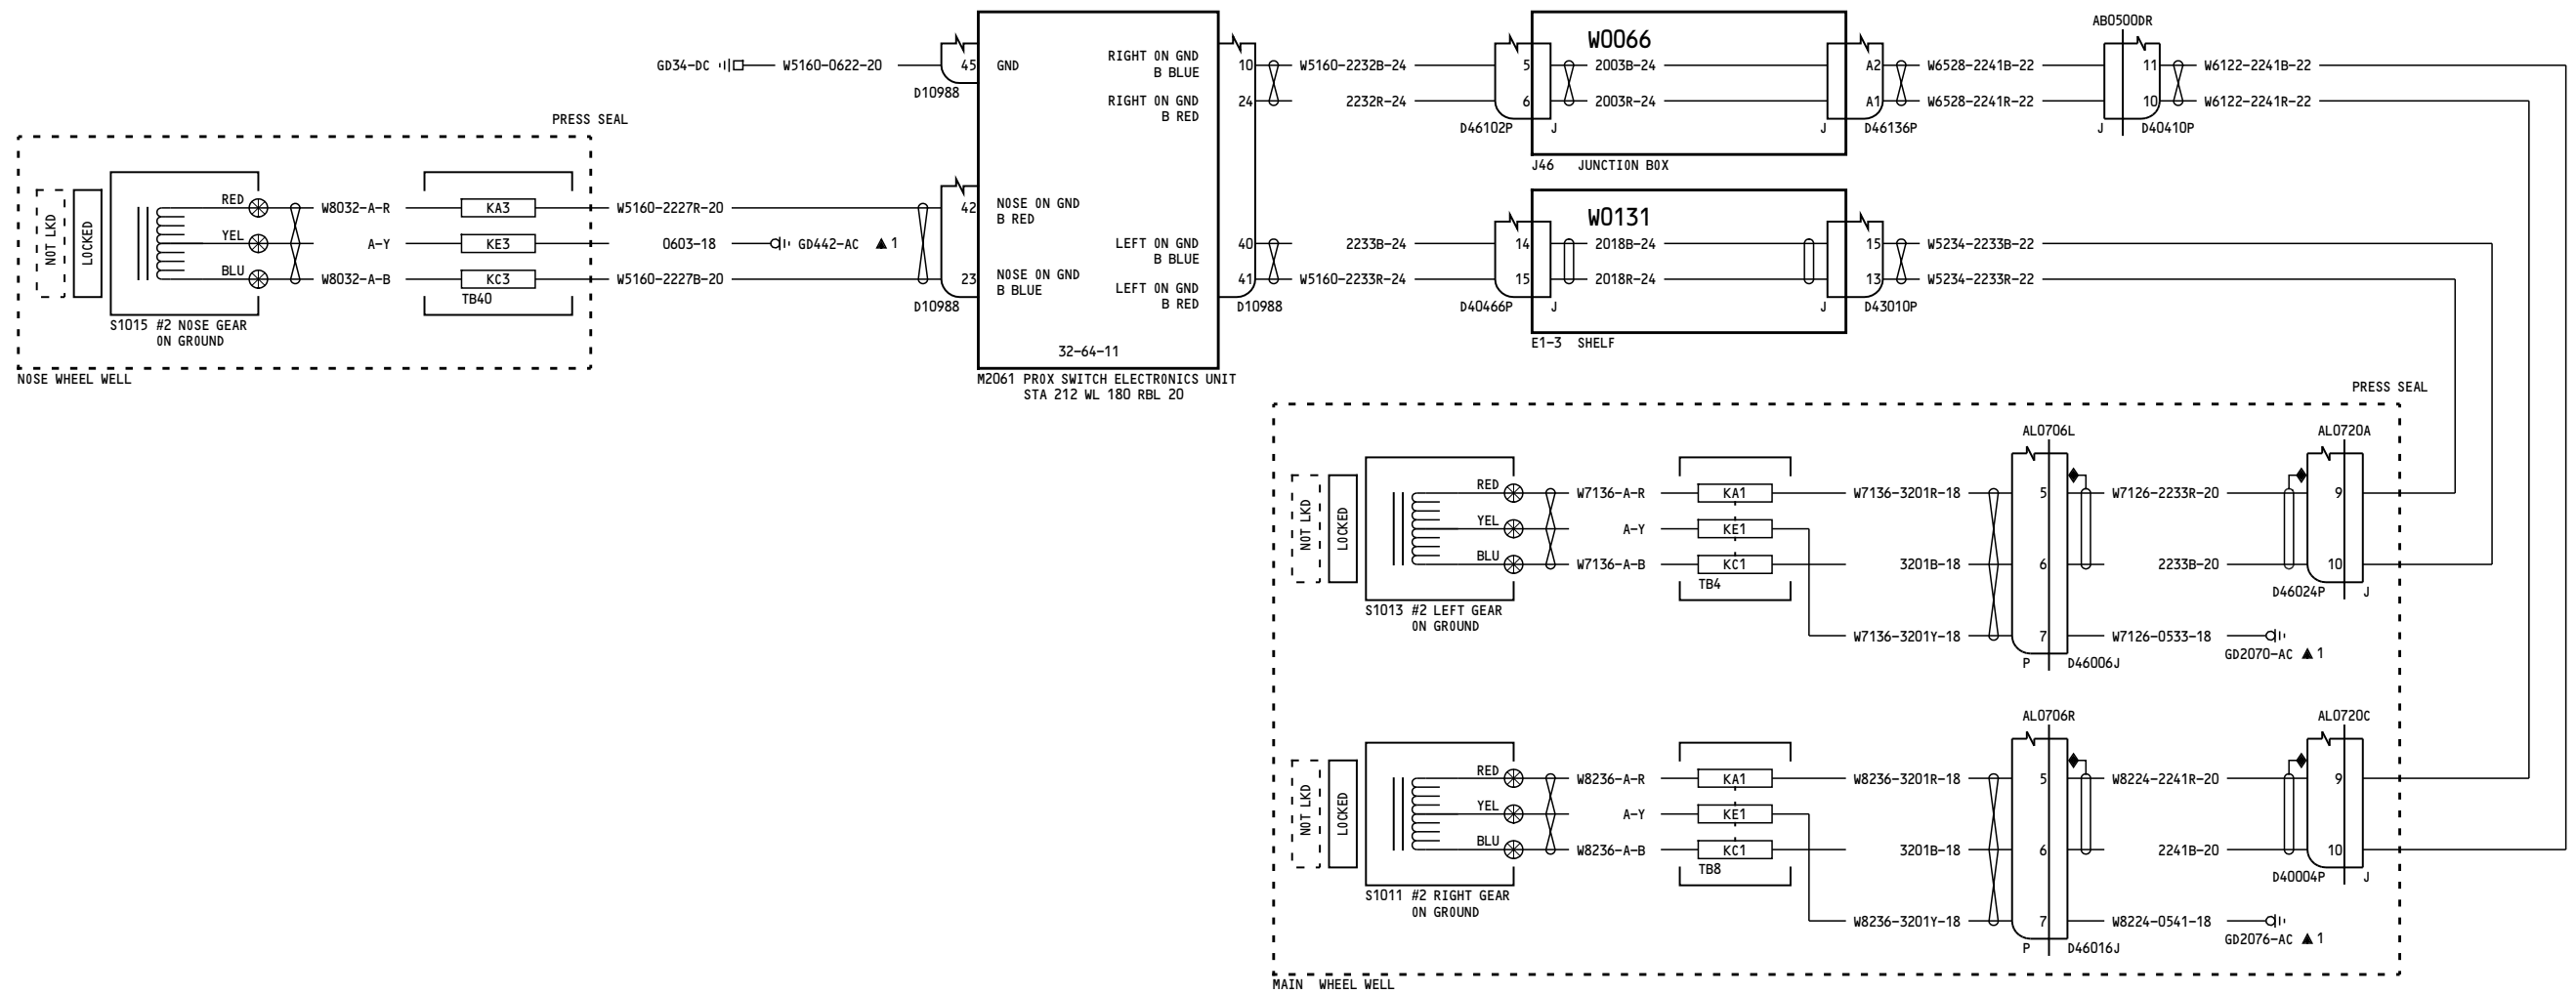 AB0500DR
GD34-DC
W5160-0622-20
45
GND
D10988
RIGHT ON GND
B BLUE
10
W5160-2232B-24
5
W0066
2003B-24
A2
W6528-2241B-22
11
W6122-2241B-22
RIGHT ON GND
B RED
24
2232R-24
6
2003R-24
A1
W6528-2241R-22
10
W6122-2241R-22
D46102P
J
J
D46136P
J
D40410P
J46 JUNCTION BOX
PRESS SEAL
NOT LKD
LOCKED
RED
W8032-A-R
KA3
W5160-2227R-20
42
NOSE ON GND
B RED
YEL
A-Y
KE3
0603-18
GD442-AC
1
BLU
W8032-A-B
KC3
W5160-2227B-20
23
NOSE ON GND
B BLUE
TB40
D10988
S1015 #2 NOSE GEAR
ON GROUND
NOSE WHEEL WELL
LEFT ON GND
B BLUE
40
2233B-24
14
W0131
2018B-24
15
W5234-2233B-22
LEFT ON GND
B RED
41
W5160-2233R-24
15
2018R-24
13
W5234-2233R-22
D10988
D40466P
J
J
D43010P
E1-3 SHELF
32-64-11
M2061 PROX SWITCH ELECTRONICS UNIT
STA 212 WL 180 RBL 20
PRESS SEAL
AL0706L
AL0720A
NOT LKD
LOCKED
RED
W7136-A-R
KA1
W7136-3201R-18
5
W7126-2233R-20
9
YEL
A-Y
KE1
BLU
W7136-A-B
KC1
3201B-18
6
2233B-20
10
TB4
D46024P
J
S1013 #2 LEFT GEAR
ON GROUND
W7136-3201Y-18
7
W7126-0533-18
GD2070-AC
1
P
D46006J
AL0706R
AL0720C
NOT LKD
LOCKED
RED
W8236-A-R
KA1
W8236-3201R-18
5
W8224-2241R-20
9
YEL
A-Y
KE1
BLU
W8236-A-B
KC1
3201B-18
6
2241B-20
10
TB8
D40004P
J
S1011 #2 RIGHT GEAR
ON GROUND
W8236-3201Y-18
7
W8224-0541-18
GD2076-AC
1
P
D46016J
MAIN WHEEL WELL